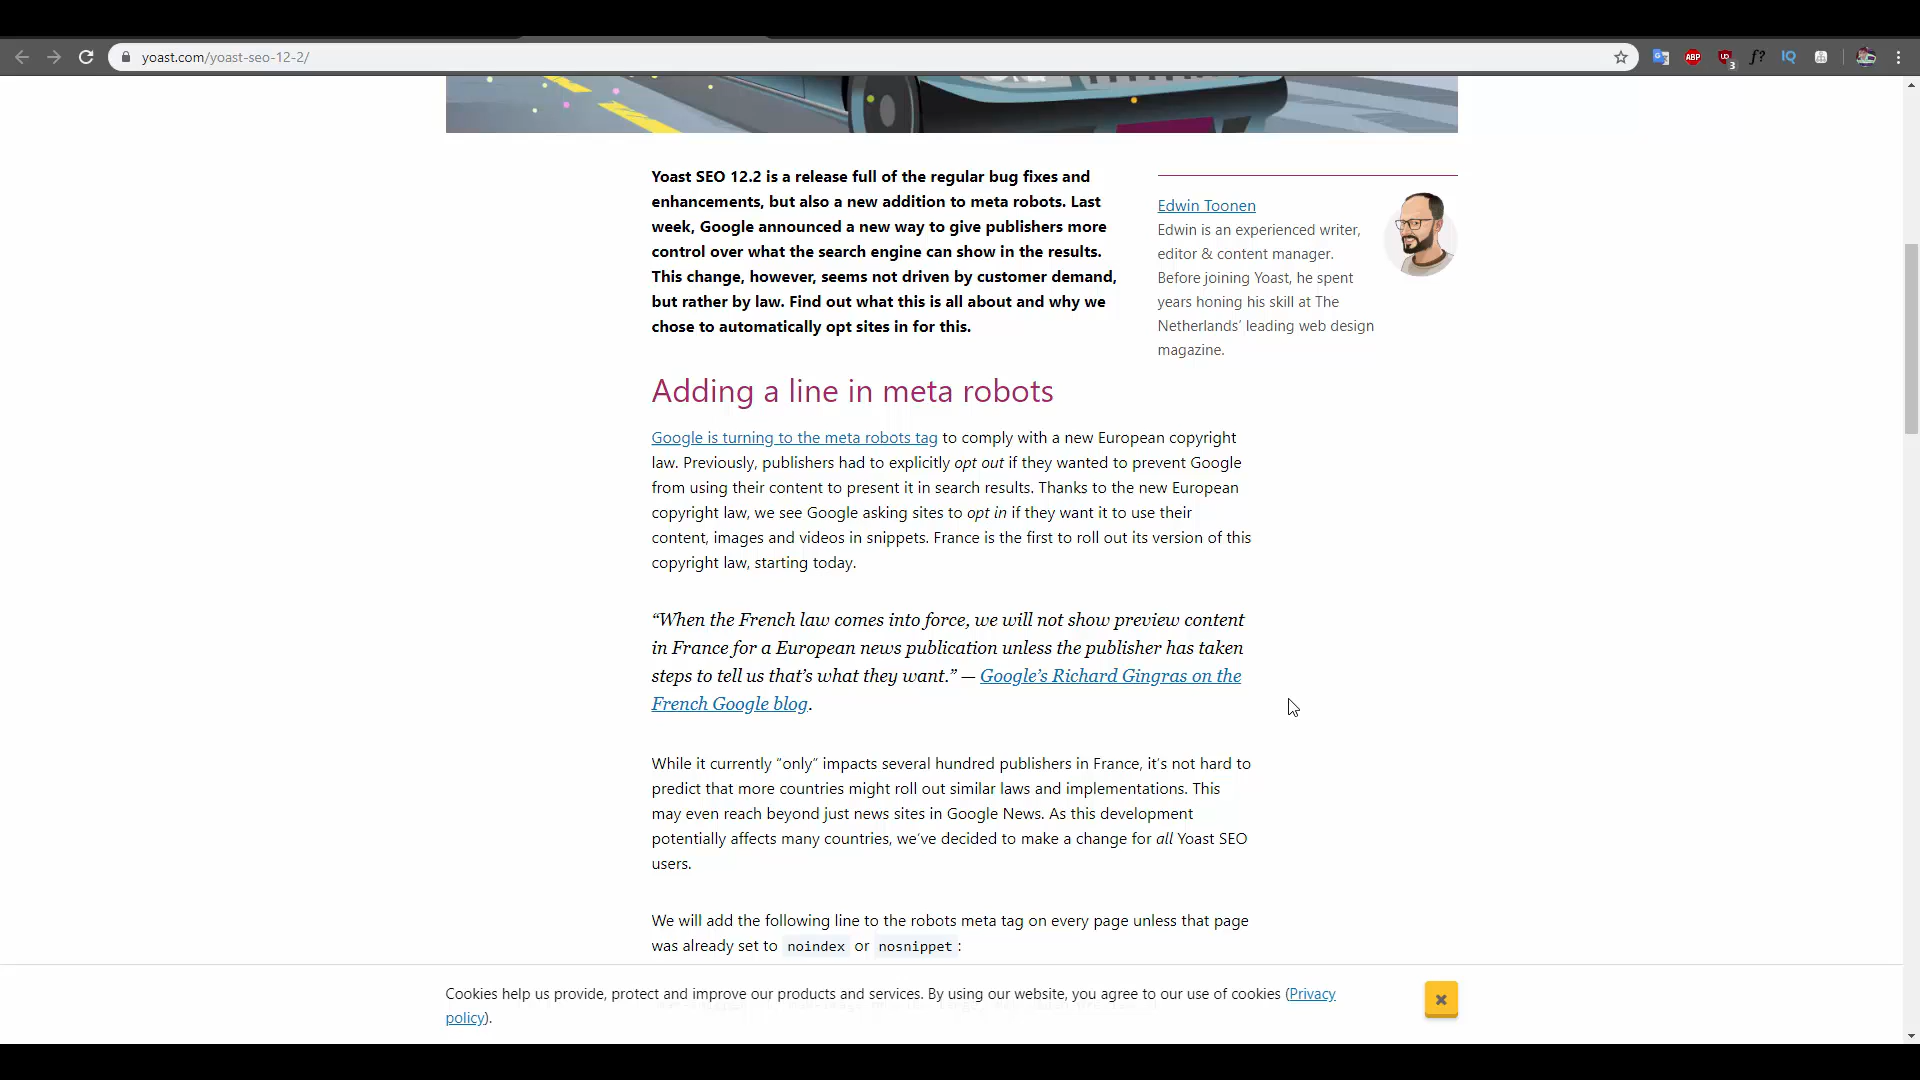 yoast.com/yoast-seo-12-2/
ABP
3
f?
IQ
Yoast SEO 12.2 is a release full of the regular bug fixes and
enhancements, but also a new addition to meta robots. Last
week, Google announced a new way to give publishers more
control over what the search engine can show in the results.
This change, however, seems not driven by customer demand,
but rather by law. Find out what this is all about and why we
chose to automatically opt sites in for this.
Edwin Toonen
Edwin is an experienced writer,
editor & content manager.
Before joining Yoast, he spent
years honing his skill at The
Netherlands’ leading web design
magazine.
Adding a line in meta robots
Google is turning to the meta robots tag to comply with a new European copyright
law. Previously, publishers had to explicitly opt out if they wanted to prevent Google
from using their content to present it in search results. Thanks to the new European
copyright law, we see Google asking sites to opt in if they want it to use their
content, images and videos in snippets. France is the first to roll out its version of this
copyright law, starting today.
“When the French law comes into force, we will not show preview content
in France for a European news publication unless the publisher has taken
steps to tell us that’s what they want.” — Google’s Richard Gingras on the
French Google blog.
While it currently “only” impacts several hundred publishers in France, it’s not hard to
predict that more countries might roll out similar laws and implementations. This
may even reach beyond just news sites in Google News. As this development
potentially affects many countries, we’ve decided to make a change for all Yoast SEO
users.
We will add the following line to the robots meta tag on every page unless that page
was already set to noindex or nosnippet:
Cookies help us provide, protect and improve our products and services. By using our website, you agree to our use of cookies (Privacy
policy).